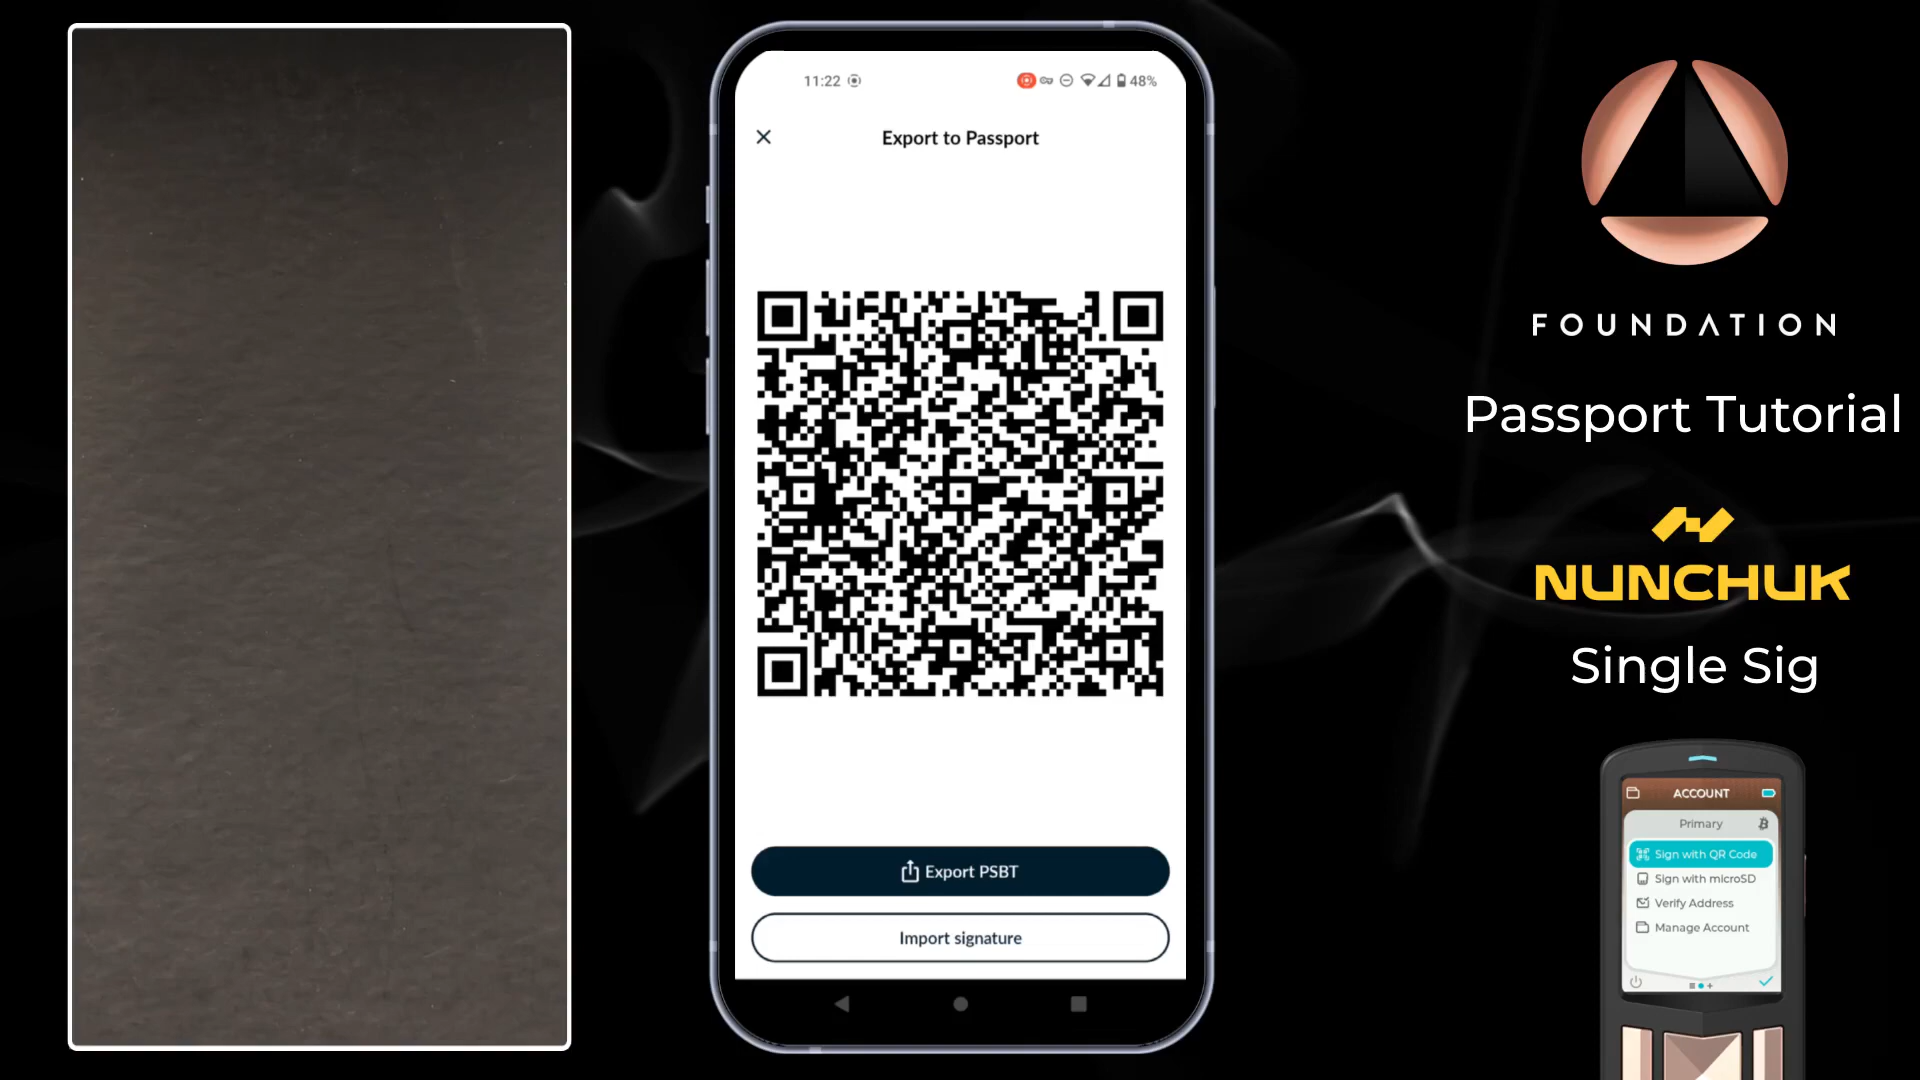 11:22
48%
Export to Passport
Export PSBT
Import signature
FOUNDATION
Passport Tutorial
NUNCHUK
Single Sig
ACCOUNT
Primary
Sign with QR Code
Sign with microSD
Verify Address
Manage Account